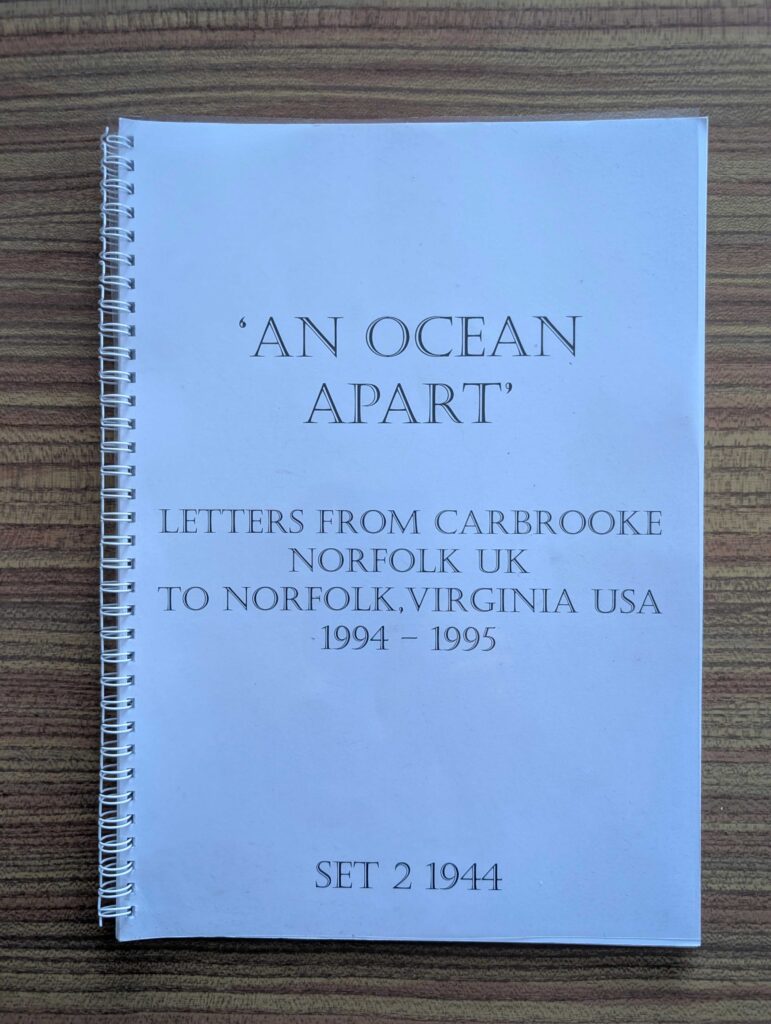 ‘AN OCEAN
APART’
LETTERS FROM CARBROOKE
NORFOLK UK
TO NORFOLK,VIRGINIA USA
1994 – 1995
SET 2 1944